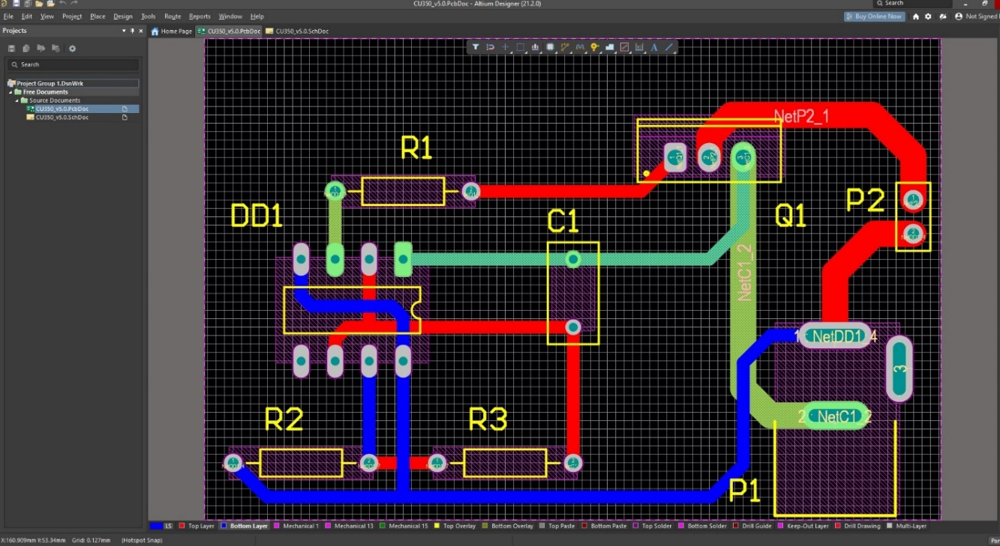 CU350_v5.0.PcbDoc - Altium Designer (21.2.0)
Search
File Edit View Project Place Design Tools Route Reports Window Help
Buy Online Now
Not Signed
Projects
Home Page
CU350_v5.0.PcbDoc
CU350_v5.0.SchDoc
Search
Project Group 1.DsnWrk
Free Documents
Source Documents
CU350_v5.0.PcbDoc
CU350_v5.0.SchDoc
NetP2_1
R1
1
2
3
P2
DD1
C1
Q1
NetC1_2
1 NetDD1_4
3
R2
R3
2 NetC1_2
P1
LS Top Layer Bottom Layer Mechanical 1 Mechanical 13 Mechanical 15 Top Overlay Bottom Overlay Top Paste Bottom Paste Top Solder Bottom Solder Drill Guide Keep-Out Layer Drill Drawing Multi-Layer
X:160.909mm Y:53.34mm Grid: 0.127mm (Hotspot Snap)
Pan